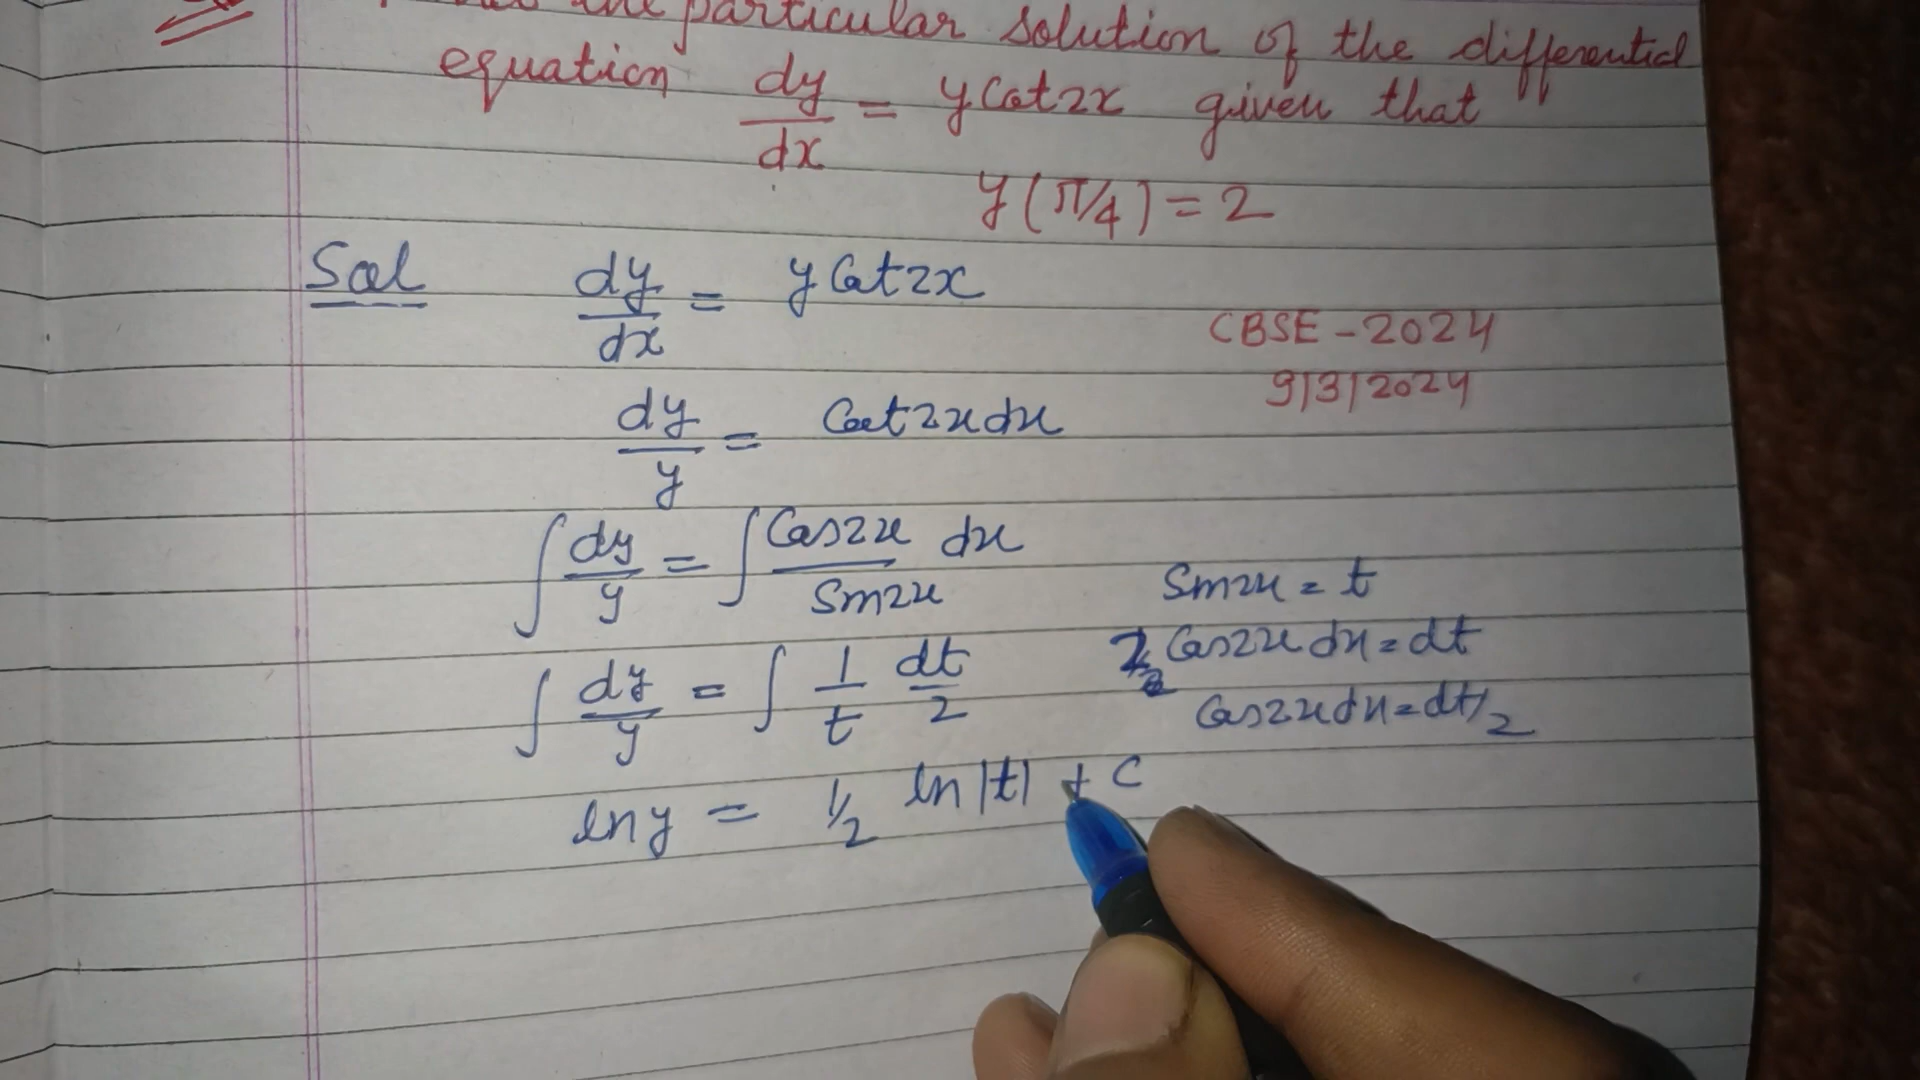 the particular solution of the differential
equation dy/dx = y cot2x given that
y(π/4) = 2
Sol dy/dx = y Cot2x
CBSE - 2024
9/3/2024
dy/y = Cot2x dx
∫ dy/y = ∫ Cos2x/Sin2x dx
Sin2x = t
2 Cos2x dx = dt
∫ dy/y = ∫ 1/t dt/2
Cos2x dx = dt/2
ln y = 1/2 ln|t| + C